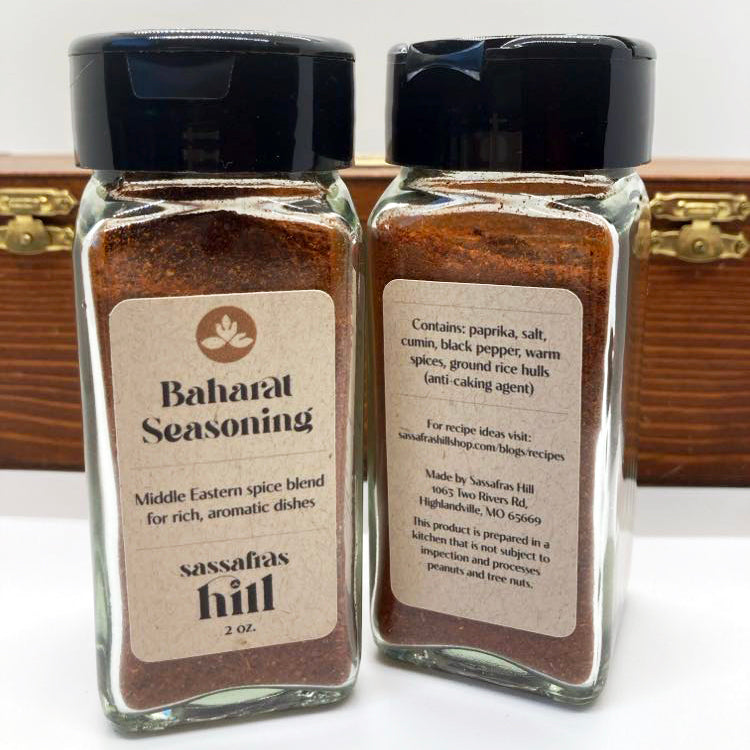 Baharat
Seasoning
Middle Eastern spice blend
for rich, aromatic dishes
sassafras
hill
2 oz.
Contains: paprika, salt,
cumin, black pepper, warm
spices, ground rice hulls
(anti-caking agent)
For recipe ideas visit:
sassafrashillshop.com/blogs/recipes
Made by Sassafras Hill
1063 Two Rivers Rd,
Highlandville, MO 65669
This product is prepared in a
kitchen that is not subject to
inspection and processes
peanuts and tree nuts.